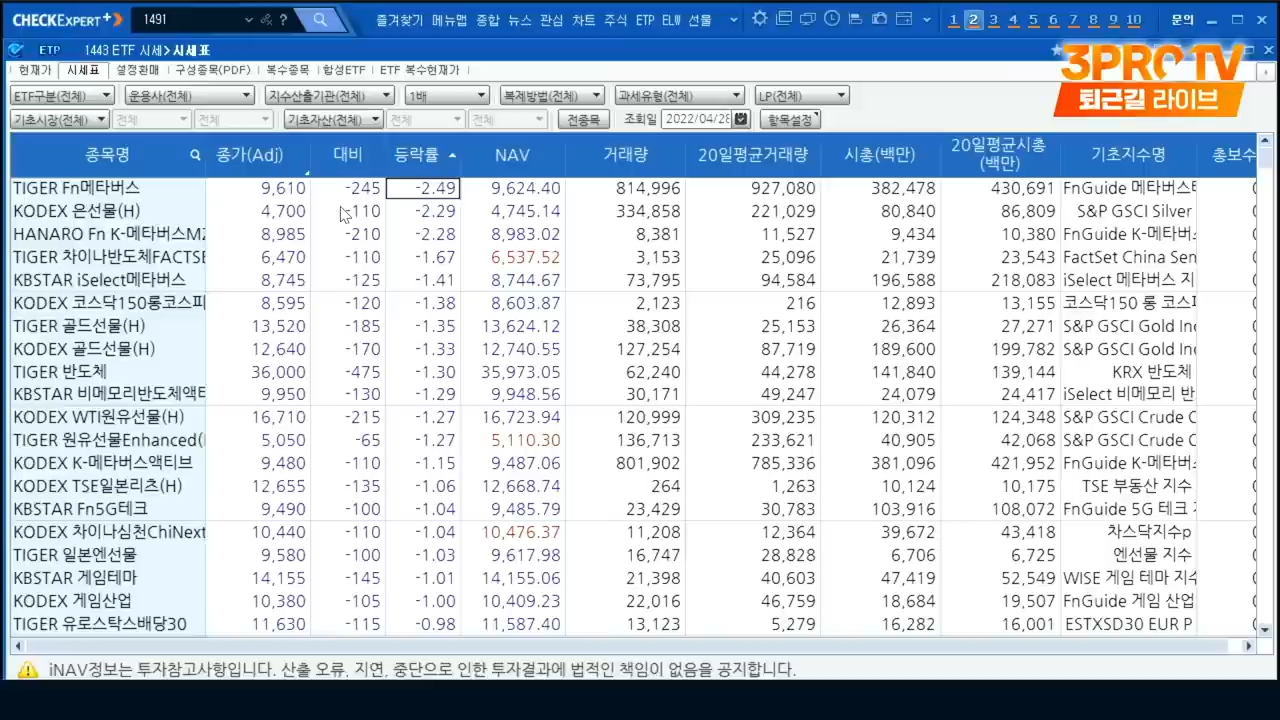 CHECKEXPERT+ 1491 ? 즐겨찾기 메뉴맵 종합 뉴스 관심 차트 주식 ETP ELW 선물 1 2 3 4 5 6 7 8 9 10 문의
ETP 1443 ETF 시세>시세표
3PROTV
퇴근길 라이브
현재가 시세표 설정환매 구성종목(PDF) 복수종목 합성ETF ETF 복수현재가
ETF구분(전체) 운용사(전체) 지수산출기관(전체) 1배 복제방법(전체) 과세유형(전체) LP(전체)
기초시장(전체) 전체 전체 기초자산(전체) 전체 전체 전종목 조회일 2022/04/28 항목설정
종목명 종가(Adj) 대비 등락률 NAV 거래량 20일평균거래량 시총(백만) 20일평균시총(백만) 기초지수명 총보수
TIGER Fn메타버스 9,610 -245 -2.49 9,624.40 814,996 927,080 382,478 430,691 FnGuide 메타버스
KODEX 은선물(H) 4,700 -110 -2.29 4,745.14 334,858 221,029 80,840 86,809 S&P GSCI Silver
HANARO Fn K-메타버스M 8,985 -210 -2.28 8,983.02 8,381 11,527 9,434 10,380 FnGuide K-메타버
TIGER 차이나반도체FACTSE 6,470 -110 -1.67 6,537.52 3,153 25,096 21,739 23,543 FactSet China Sem
KBSTAR iSelect메타버스 8,745 -125 -1.41 8,744.67 73,795 94,584 196,588 218,083 iSelect 메타버스 지
KODEX 코스닥150롱코스피 8,595 -120 -1.38 8,603.87 2,123 216 12,893 13,155 코스닥150 롱 코스피
TIGER 골드선물(H) 13,520 -185 -1.35 13,624.12 38,308 25,153 26,364 27,271 S&P GSCI Gold Ind
KODEX 골드선물(H) 12,640 -170 -1.33 12,740.55 127,254 87,719 189,600 199,782 S&P GSCI Gold Ind
TIGER 반도체 36,000 -475 -1.30 35,973.05 62,240 44,278 141,840 139,144 KRX 반도체
KBSTAR 비메모리반도체액티 9,950 -130 -1.29 9,948.56 30,171 49,247 24,079 24,417 iSelect 비메모리 반
KODEX WTI원유선물(H) 16,710 -215 -1.27 16,723.94 120,999 309,235 120,312 124,348 S&P GSCI Crude O
TIGER 원유선물Enhanced( 5,050 -65 -1.27 5,110.30 136,713 233,621 40,905 42,068 S&P GSCI Crude O
KODEX K-메타버스액티브 9,480 -110 -1.15 9,487.06 801,902 785,336 381,096 421,952 FnGuide K-메타버
KODEX TSE일본리츠(H) 12,655 -135 -1.06 12,668.74 264 1,263 10,124 10,175 TSE 부동산 지수
KBSTAR Fn5G테크 9,490 -100 -1.04 9,485.79 23,429 30,783 103,916 108,072 FnGuide 5G 테크
KODEX 차이나심천ChiNext 10,440 -110 -1.04 10,476.37 11,208 12,364 39,672 43,418 차스닥지수p
TIGER 일본엔선물 9,580 -100 -1.03 9,617.98 16,747 28,828 6,706 6,725 엔선물 지수
KBSTAR 게임테마 14,155 -145 -1.01 14,155.06 21,398 40,603 47,419 52,549 WISE 게임 테마 지수
KODEX 게임산업 10,380 -105 -1.00 10,409.23 22,016 46,759 18,684 19,507 FnGuide 게임 산업
TIGER 유로스탁스배당30 11,630 -115 -0.98 11,587.40 13,123 5,279 16,282 16,001 ESTXSD30 EUR P
iNAV정보는 투자참고사항입니다. 산출 오류, 지연, 중단으로 인한 투자결과에 법적인 책임이 없음을 공지합니다.